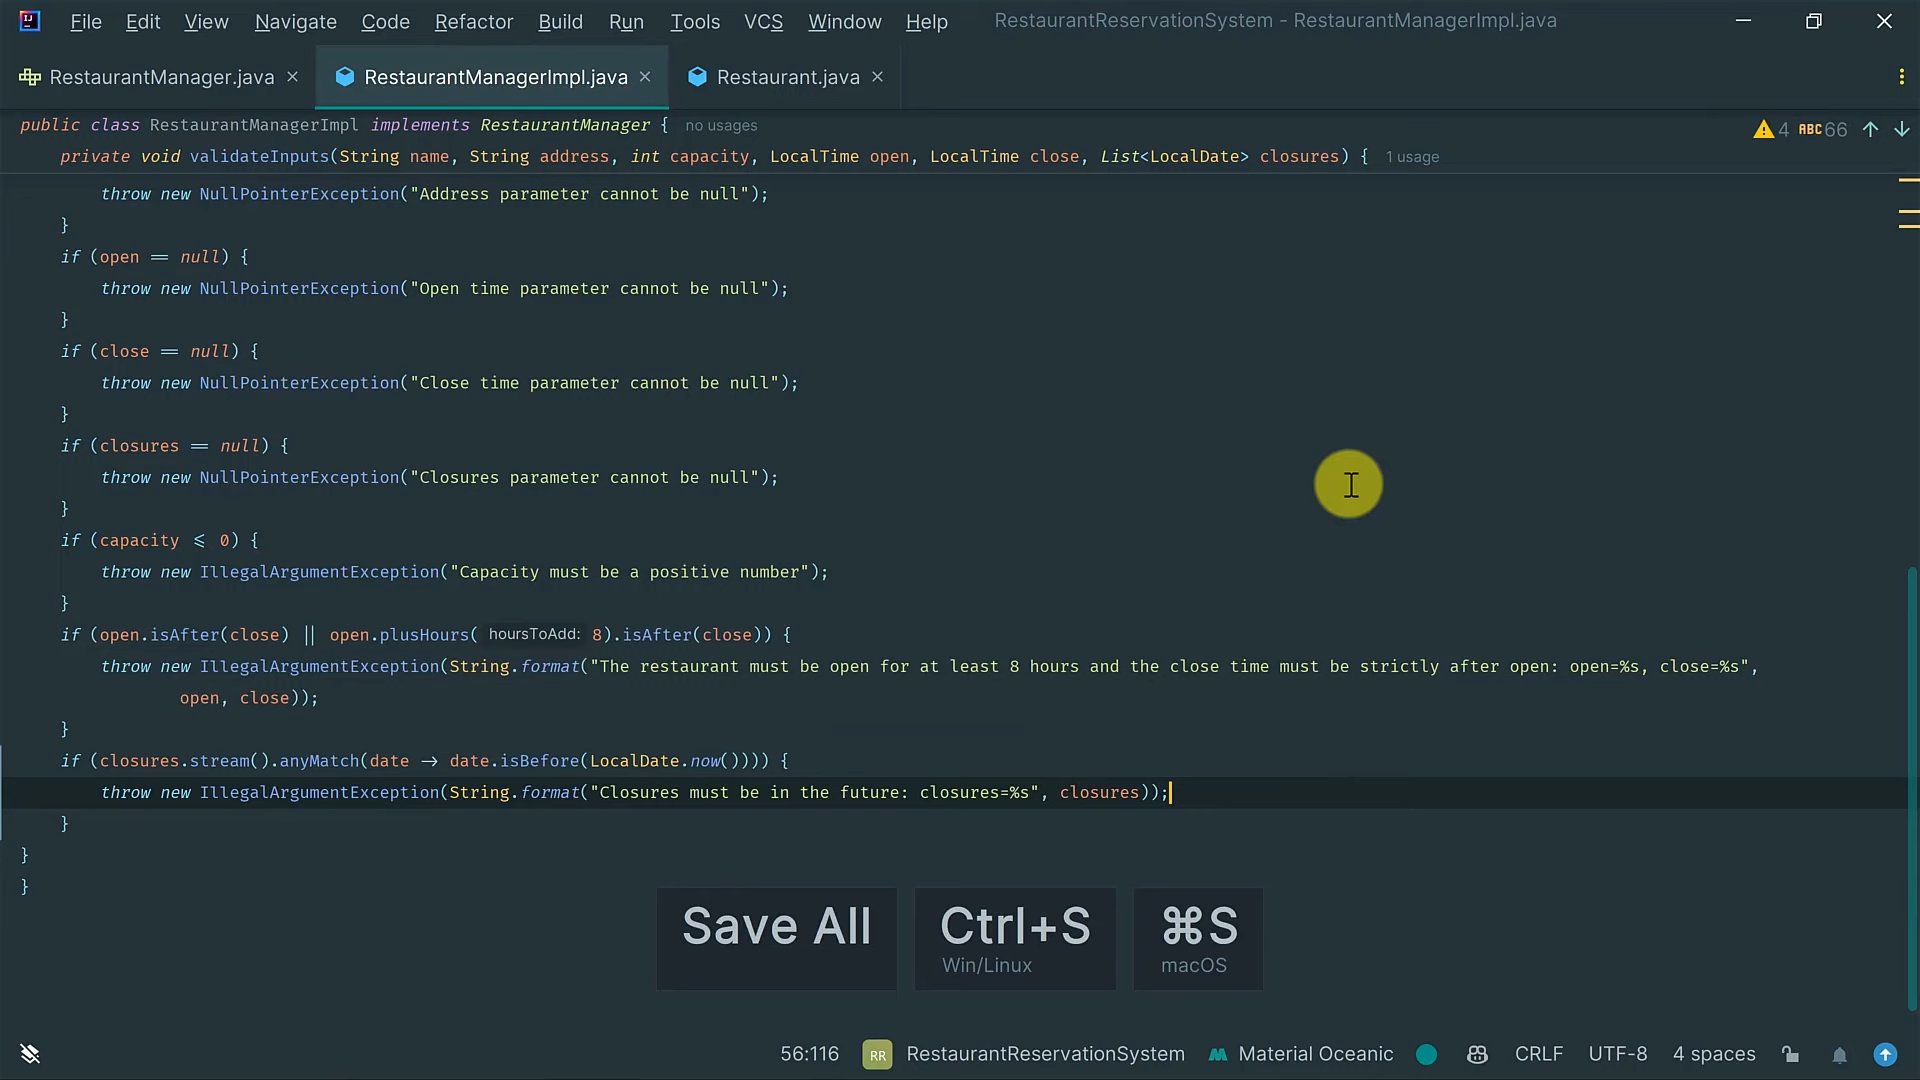 File Edit View Navigate Code Refactor Build Run Tools VCS Window Help RestaurantReservationSystem - RestaurantManagerImpl.java
RestaurantManager.java × RestaurantManagerImpl.java × Restaurant.java ×
public class RestaurantManagerImpl implements RestaurantManager { no usages
4 ABC 66
private void validateInputs(String name, String address, int capacity, LocalTime open, LocalTime close, List<LocalDate> closures) { 1 usage
throw new NullPointerException("Address parameter cannot be null");
}
if (open == null) {
throw new NullPointerException("Open time parameter cannot be null");
}
if (close == null) {
throw new NullPointerException("Close time parameter cannot be null");
}
if (closures == null) {
throw new NullPointerException("Closures parameter cannot be null");
}
if (capacity <= 0) {
throw new IllegalArgumentException("Capacity must be a positive number");
}
if (open.isAfter(close) || open.plusHours( hoursToAdd: 8).isAfter(close)) {
throw new IllegalArgumentException(String.format("The restaurant must be open for at least 8 hours and the close time must be strictly after open: open=%s, close=%s",
open, close));
}
if (closures.stream().anyMatch(date -> date.isBefore(LocalDate.now()))) {
throw new IllegalArgumentException(String.format("Closures must be in the future: closures=%s", closures));
}
}
}
Save All Ctrl+S ⌘S
Win/Linux macOS
56:116 RR RestaurantReservationSystem Material Oceanic CRLF UTF-8 4 spaces